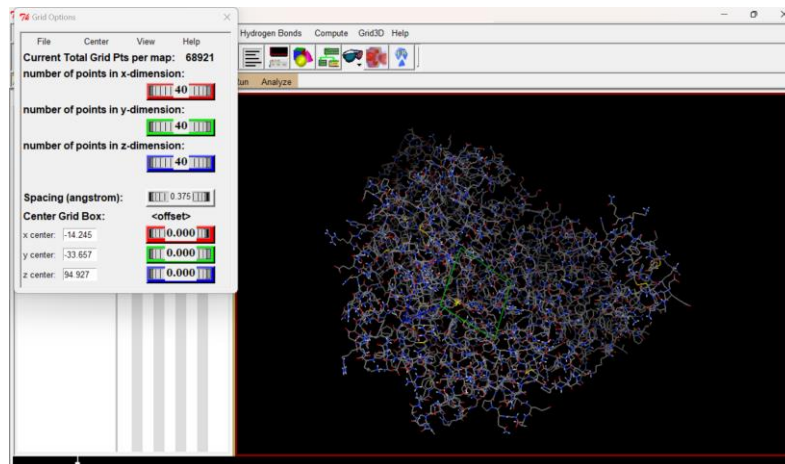 Grid Options
File Center View Help
Hydrogen Bonds Compute Grid3D Help
Current Total Grid Pts per map: 68921
number of points in x-dimension:
40
number of points in y-dimension:
40
number of points in z-dimension:
40
Spacing (angstrom): 0.375
Center Grid Box: <offset>
x center: -14.245 0.000
y center: -33.657 0.000
z center: 94.927 0.000
Analyze